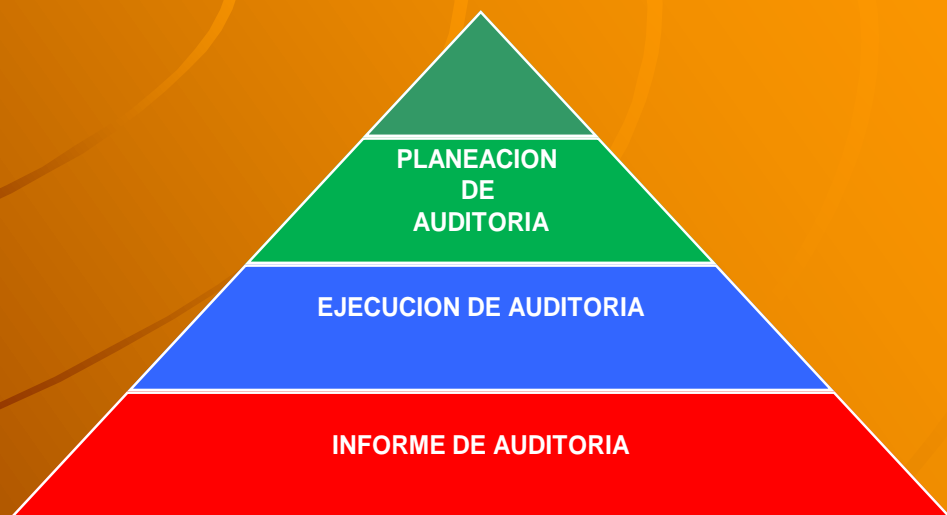 PLANEACION
DE
AUDITORIA
EJECUCION DE AUDITORIA
INFORME DE AUDITORIA